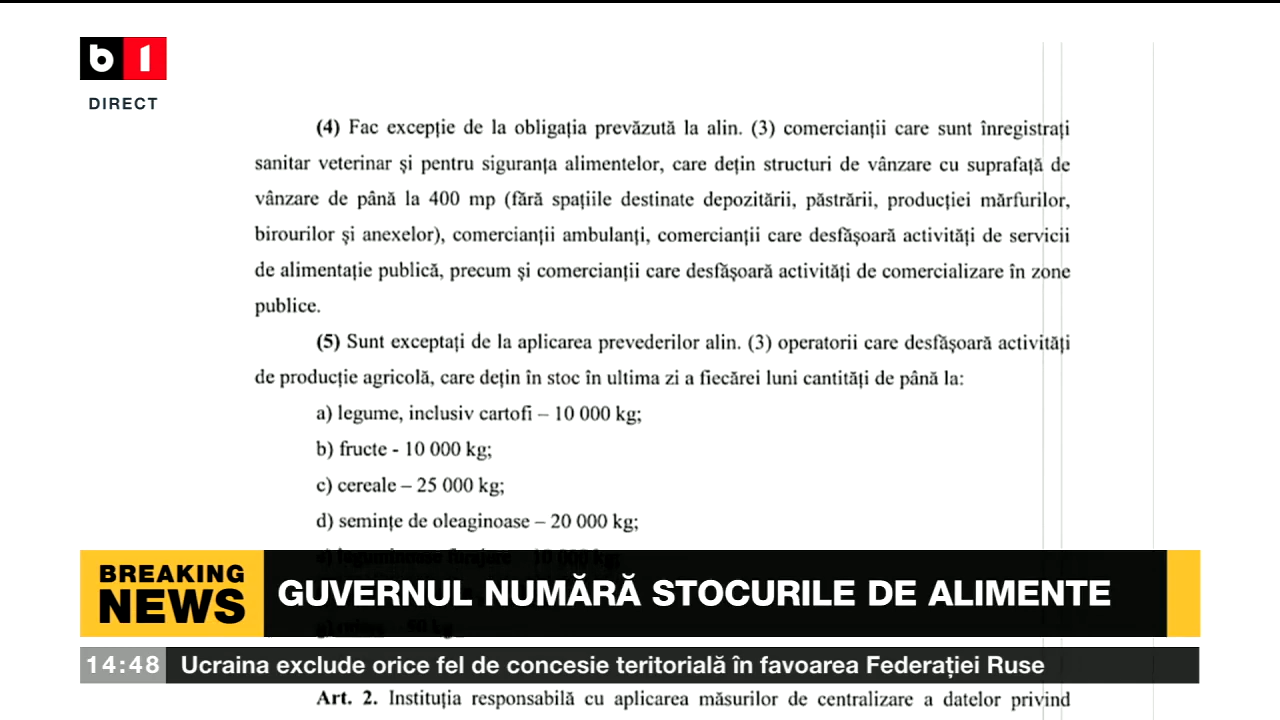 b1
DIRECT
(4) Fac excepție de la obligația prevăzută la alin. (3) comercianții care sunt înregistrați
sanitar veterinar și pentru siguranța alimentelor, care dețin structuri de vânzare cu suprafață de
vânzare de până la 400 mp (fără spațiile destinate depozitării, păstrării, producției mărfurilor,
birourilor și anexelor), comercianții ambulanți, comercianții care desfășoară activități de servicii
de alimentație publică, precum și comercianții care desfășoară activități de comercializare în zone
publice.
(5) Sunt exceptați de la aplicarea prevederilor alin. (3) operatorii care desfășoară activități
de producție agricolă, care dețin în stoc în ultima zi a fiecărei luni cantități de până la:
a) legume, inclusiv cartofi – 10 000 kg;
b) fructe - 10 000 kg;
c) cereale – 25 000 kg;
d) semințe de oleaginoase – 20 000 kg;
e) leguminoase furajere – 10 000 kg;
BREAKING
NEWS
GUVERNUL NUMĂRĂ STOCURILE DE ALIMENTE
14:48 Ucraina exclude orice fel de concesie teritorială în favoarea Federației Ruse
Art. 2. Instituția responsabilă cu aplicarea măsurilor de centralizare a datelor privind